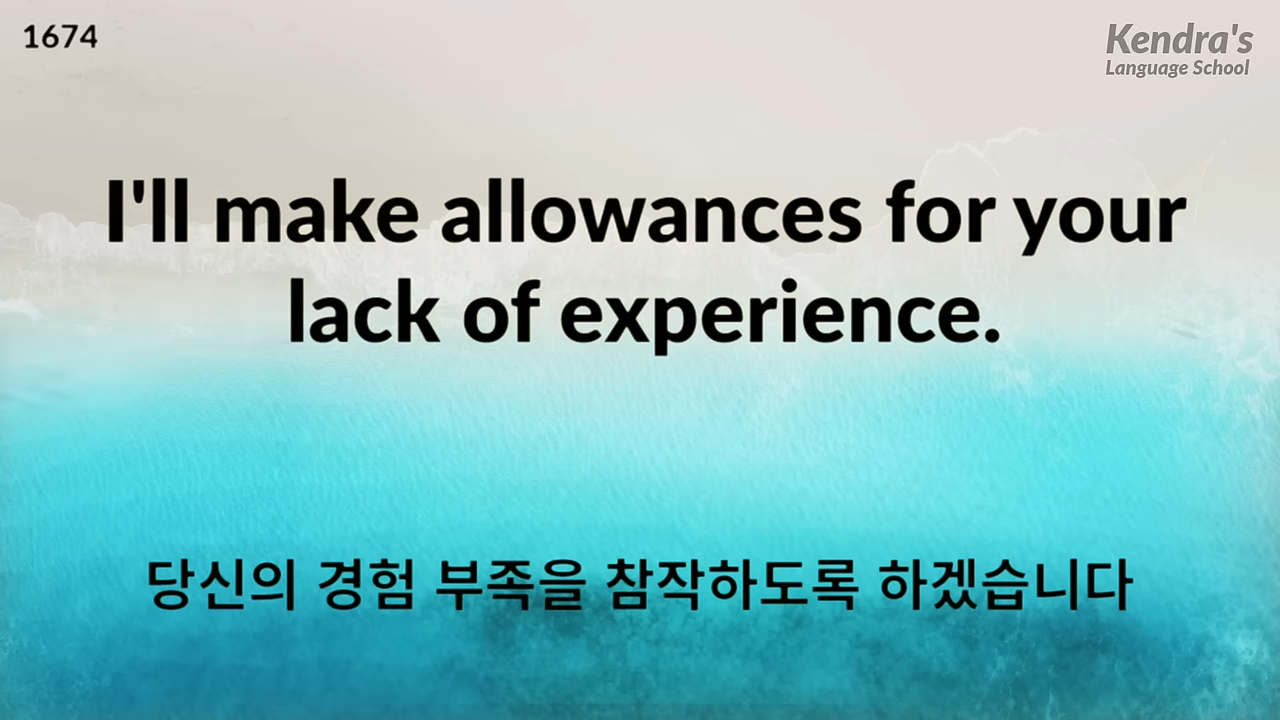 1674
Kendra's
Language School
I'll make allowances for your
lack of experience.
당신의 경험 부족을 참작하도록 하겠습니다